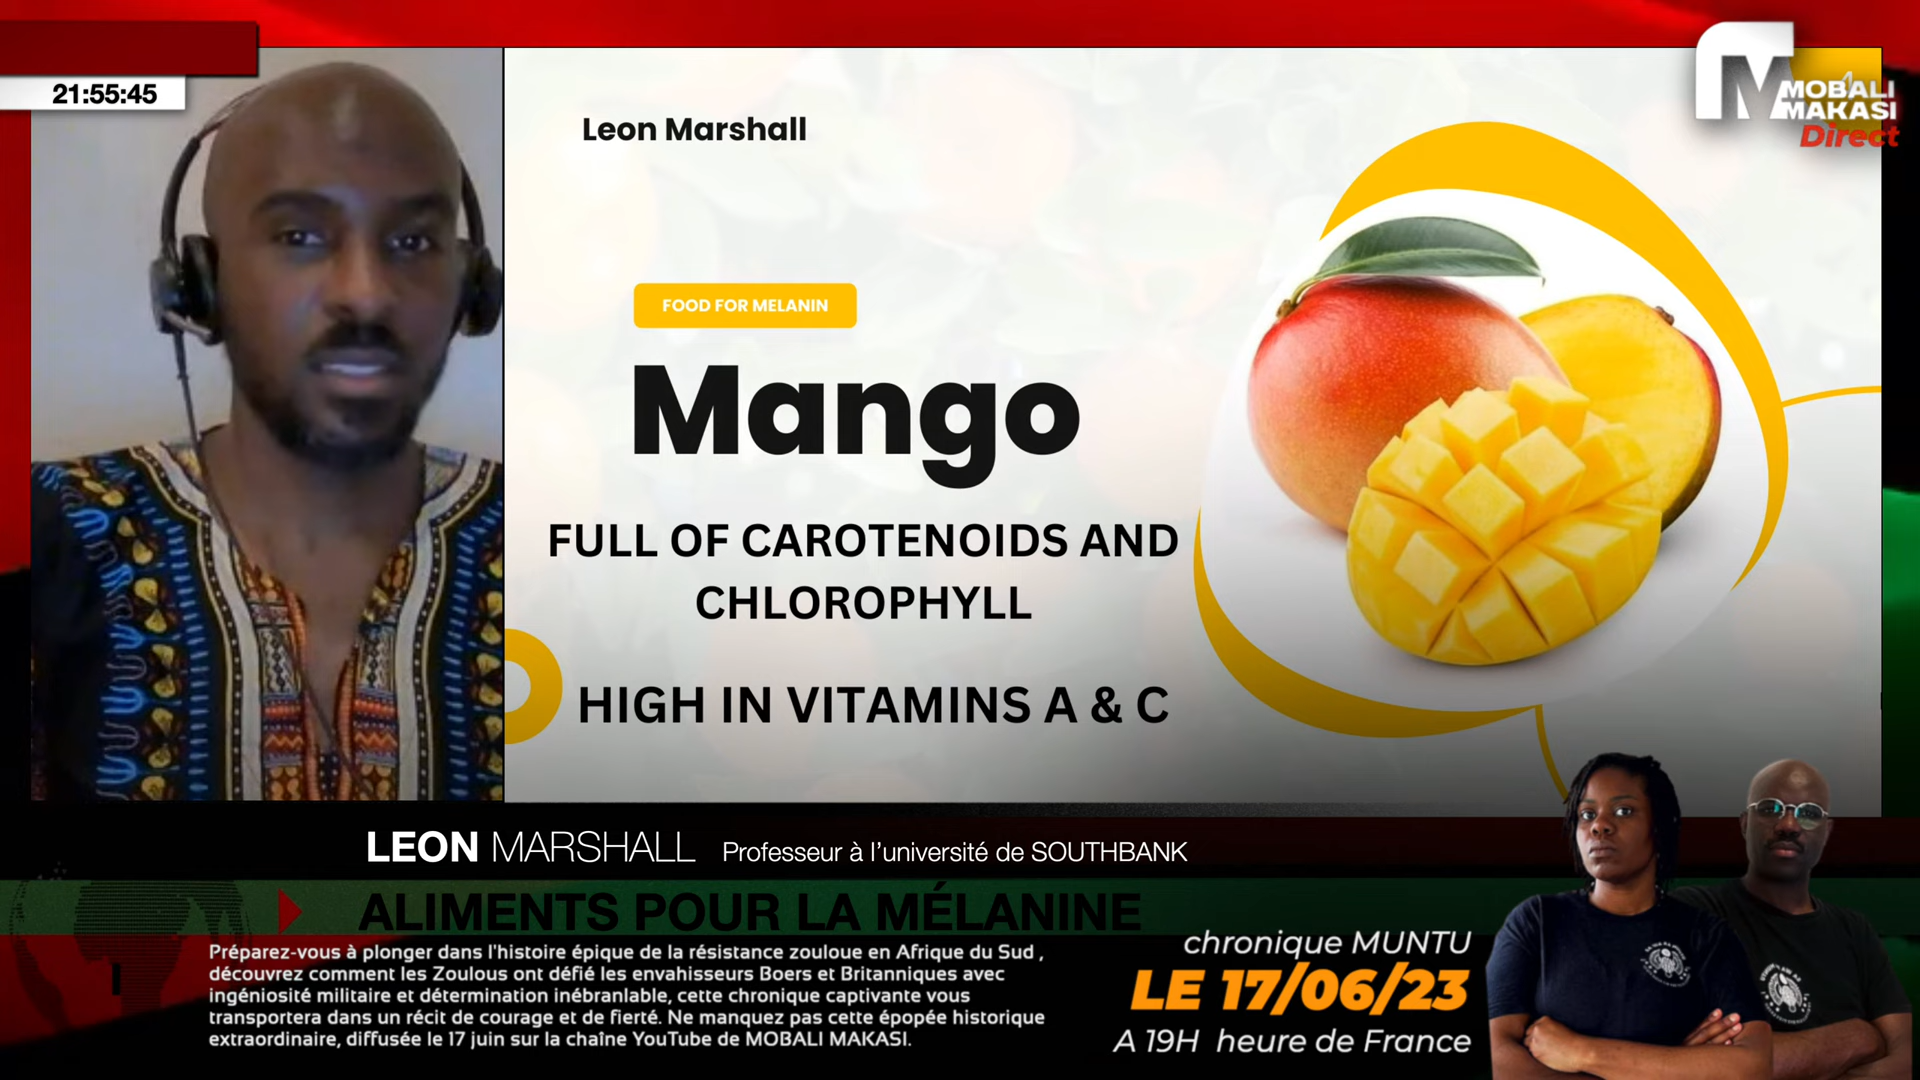 21:55:45
MOBALI
MAKASI
Direct
Leon Marshall
FOOD FOR MELANIN
Mango
FULL OF CAROTENOIDS AND
CHLOROPHYLL
HIGH IN VITAMINS A & C
LEON MARSHALL Professeur à l'université de SOUTHBANK
ALIMENTS POUR LA MÉLANINE
Préparez-vous à plonger dans l'histoire épique de la résistance zouloue en Afrique du Sud ,
découvrez comment les Zoulous ont défié les envahisseurs Boers et Britanniques avec
ingéniosité militaire et détermination inébranlable, cette chronique captivante vous
transportera dans un récit de courage et de fierté. Ne manquez pas cette épopée historique
extraordinaire, diffusée le 17 juin sur la chaîne YouTube de MOBALI MAKASI.
chronique MUNTU
LE 17/06/23
A 19H heure de France